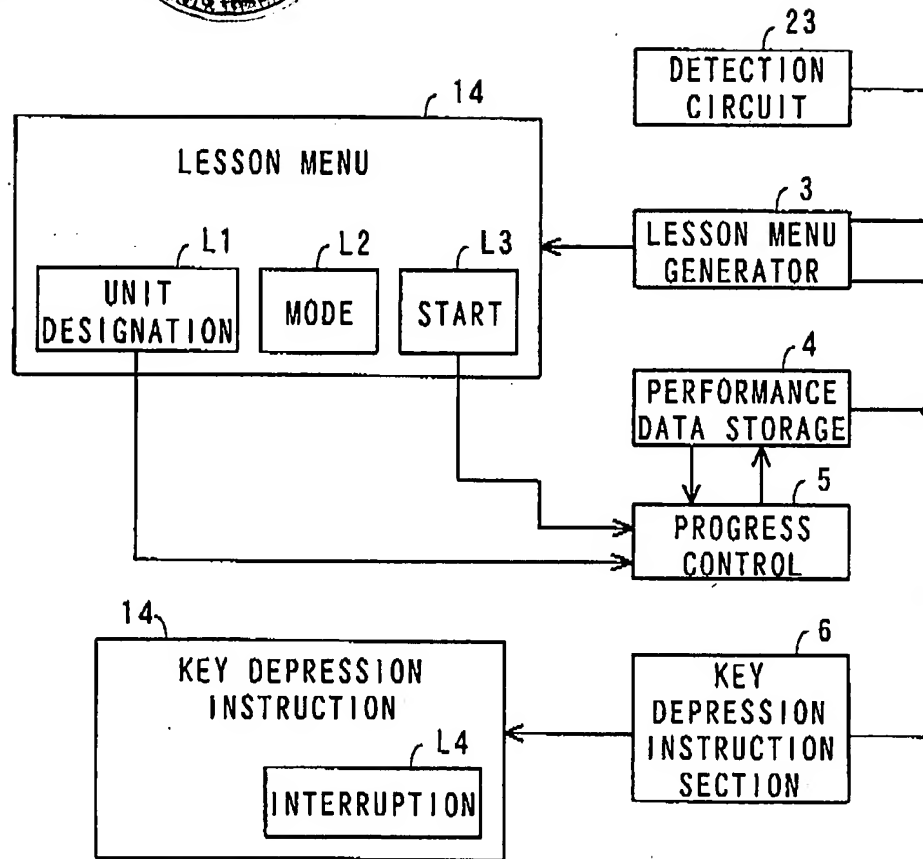 23
DETECTION
CIRCUIT
14
LESSON MENU
L1
L2
L3
UNIT
DESIGNATION
MODE
START
3
LESSON MENU
GENERATOR
4
PERFORMANCE
DATA STORAGE
5
PROGRESS
CONTROL
14
KEY DEPRESSION
INSTRUCTION
L4
INTERRUPTION
6
KEY
DEPRESSION
INSTRUCTION
SECTION